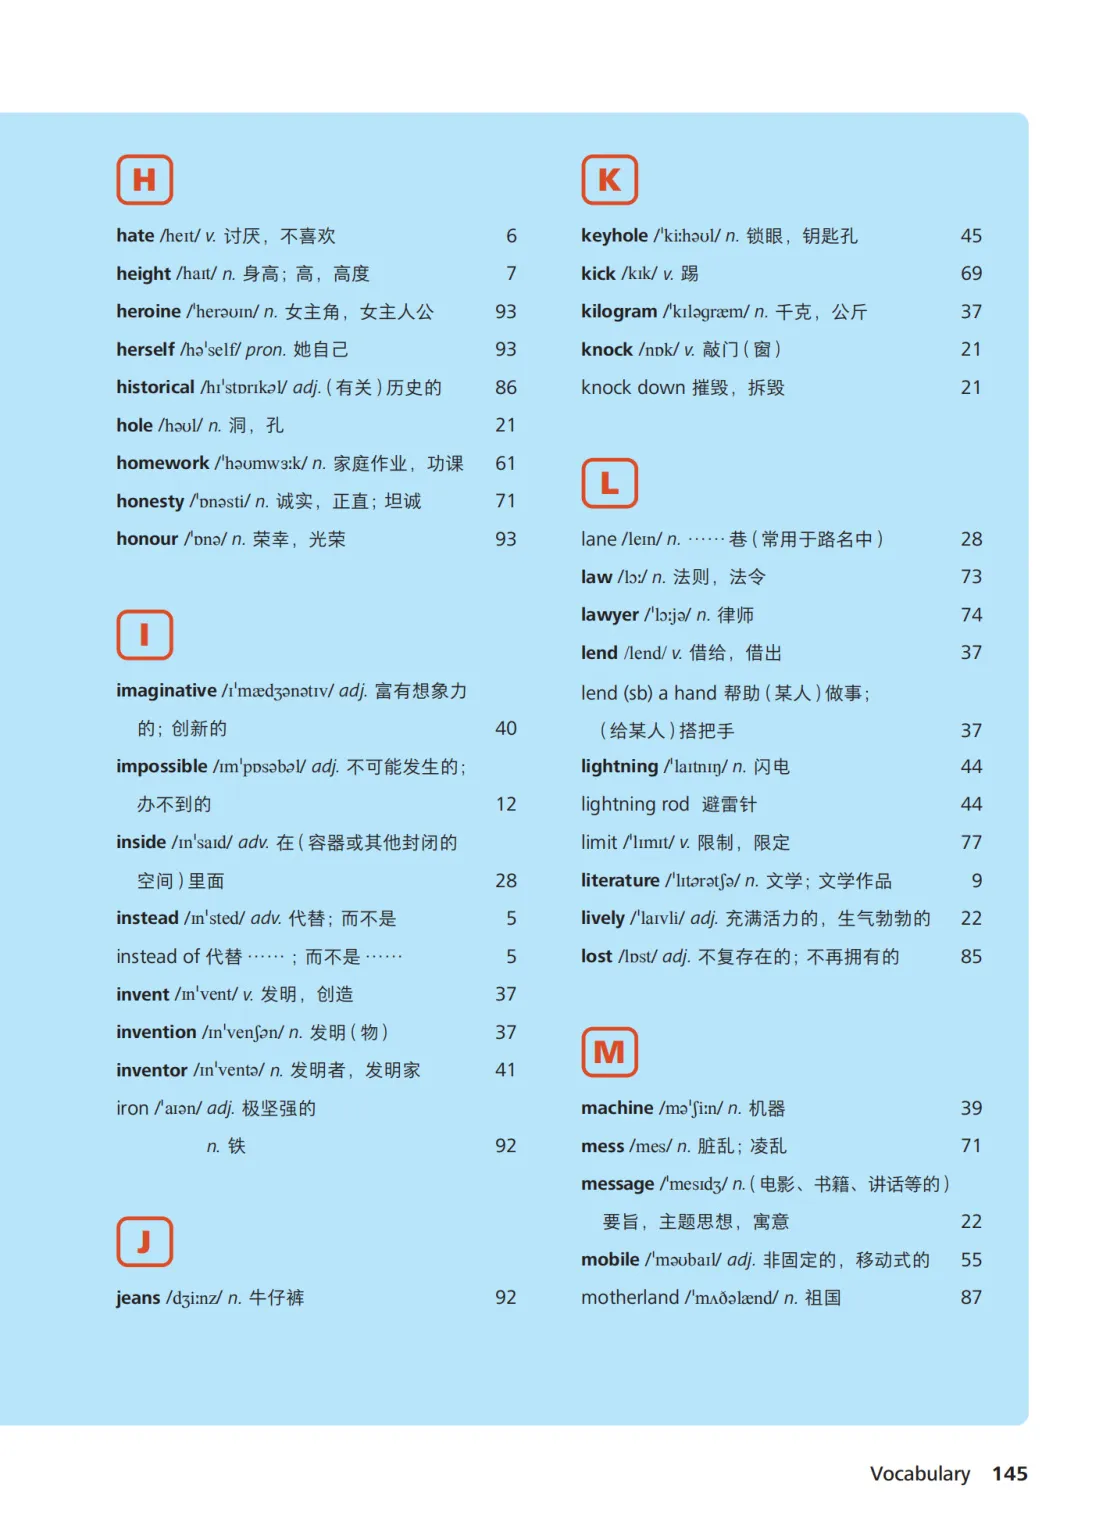 H
hate /heɪt/ v. 讨厌，不喜欢 6
height /haɪt/ n. 身高；高，高度 7
heroine /ˈherəʊɪn/ n. 女主角，女主人公 93
herself /həˈself/ pron. 她自己 93
historical /hɪˈstɒrɪkəl/ adj.（有关）历史的 86
hole /həʊl/ n. 洞，孔 21
homework /ˈhəʊmwɜːk/ n. 家庭作业，功课 61
honesty /ˈɒnəsti/ n. 诚实，正直；坦诚 71
honour /ˈɒnə/ n. 荣幸，光荣 93
I
imaginative /ɪˈmædʒənətɪv/ adj. 富有想象力
的；创新的 40
impossible /ɪmˈpɒsəbəl/ adj. 不可能发生的；
办不到的 12
inside /ɪnˈsaɪd/ adv. 在（容器或其他封闭的
空间）里面 28
instead /ɪnˈsted/ adv. 代替；而不是 5
instead of 代替……；而不是…… 5
invent /ɪnˈvent/ v. 发明，创造 37
invention /ɪnˈvenʃən/ n. 发明（物） 37
inventor /ɪnˈventə/ n. 发明者，发明家 41
iron /ˈaɪən/ adj. 极坚强的
n. 铁 92
J
jeans /dʒiːnz/ n. 牛仔裤 92
K
keyhole /ˈkiːhəʊl/ n. 锁眼，钥匙孔 45
kick /kɪk/ v. 踢 69
kilogram /ˈkɪləɡræm/ n. 千克，公斤 37
knock /nɒk/ v. 敲门（窗） 21
knock down 摧毁，拆毁 21
L
lane /leɪn/ n. ……巷（常用于路名中） 28
law /lɔː/ n. 法则，法令 73
lawyer /ˈlɔːjə/ n. 律师 74
lend /lend/ v. 借给，借出 37
lend (sb) a hand 帮助（某人）做事；
（给某人）搭把手 37
lightning /ˈlaɪtnɪŋ/ n. 闪电 44
lightning rod 避雷针 44
limit /ˈlɪmɪt/ v. 限制，限定 77
literature /ˈlɪtərətʃə/ n. 文学；文学作品 9
lively /ˈlaɪvli/ adj. 充满活力的，生气勃勃的 22
lost /lɒst/ adj. 不复存在的；不再拥有的 85
M
machine /məˈʃiːn/ n. 机器 39
mess /mes/ n. 脏乱；凌乱 71
message /ˈmesɪdʒ/ n.（电影、书籍、讲话等的）
要旨，主题思想，寓意 22
mobile /ˈməʊbaɪl/ adj. 非固定的，移动式的 55
motherland /ˈmʌðəlænd/ n. 祖国 87
Vocabulary 145